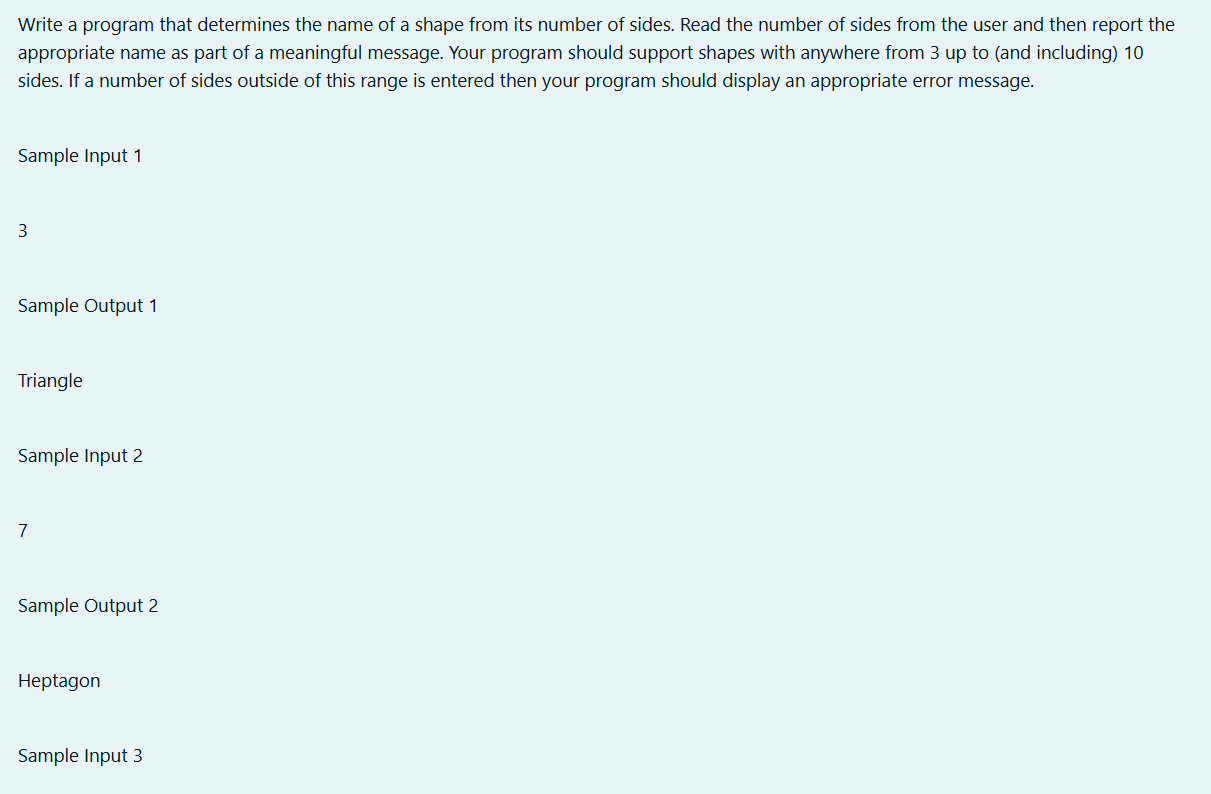 Write a program that determines the name of a shape from its number of sides. Read the number of sides from the user and then report the
appropriate name as part of a meaningful message. Your program should support shapes with anywhere from 3 up to (and including) 10
sides. If a number of sides outside of this range is entered then your program should display an appropriate error message.
Sample Input 1
3
Sample Output 1
Triangle
Sample Input 2
7
Sample Output 2
Heptagon
Sample Input 3